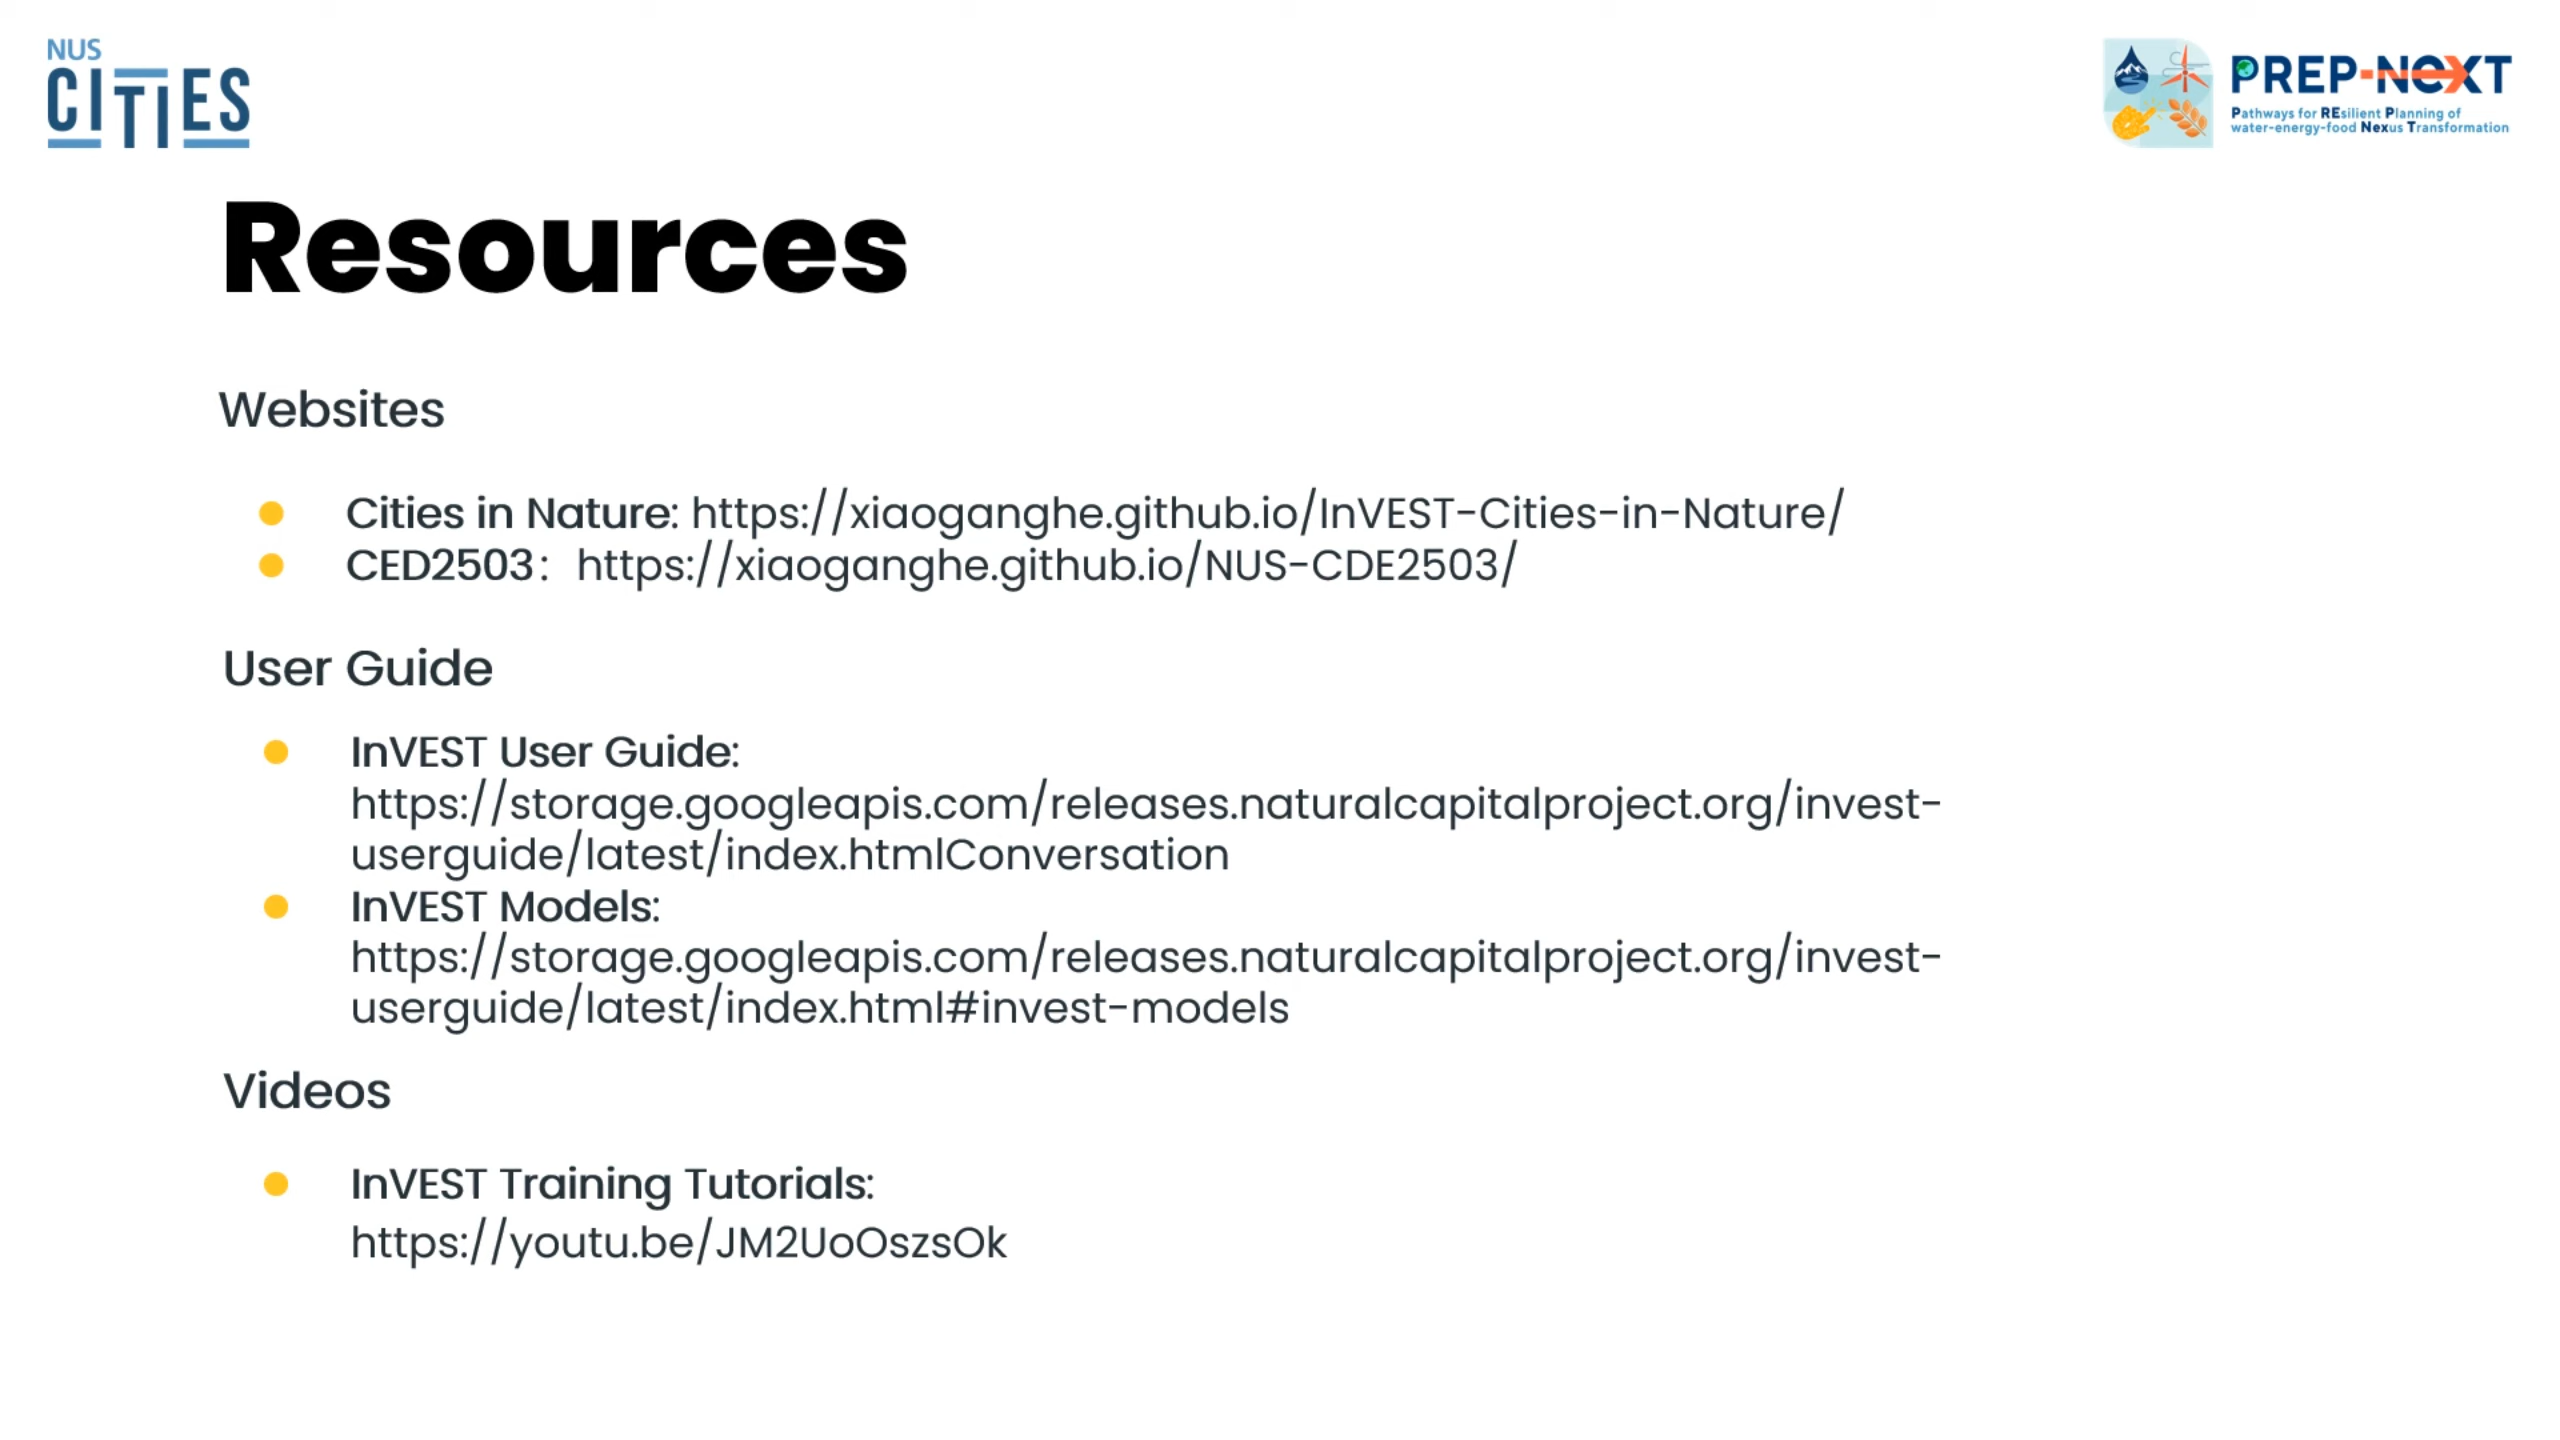 NUS
CITIES
PREP-NEXT
Pathways for REsilient Planning of
water-energy-food Nexus Transformation
Resources
Websites
Cities in Nature: https://xiaoganghe.github.io/InVEST-Cities-in-Nature/
CED2503: https://xiaoganghe.github.io/NUS-CDE2503/
User Guide
InVEST User Guide:
https://storage.googleapis.com/releases.naturalcapitalproject.org/invest-
userguide/latest/index.htmlConversation
InVEST Models:
https://storage.googleapis.com/releases.naturalcapitalproject.org/invest-
userguide/latest/index.html#invest-models
Videos
InVEST Training Tutorials:
https://youtu.be/JM2UoOszsOk